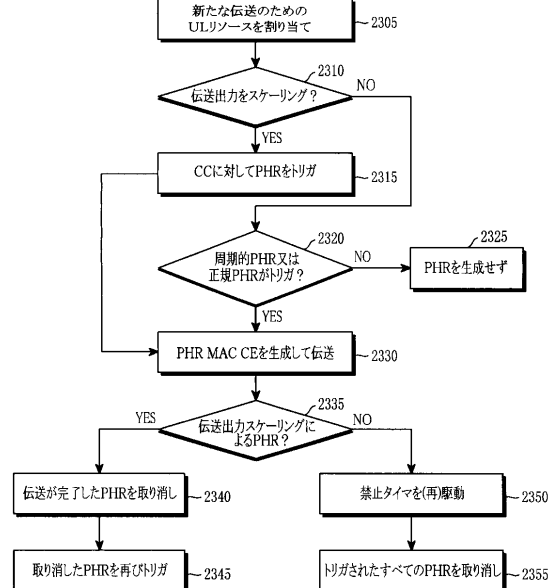 新たな伝送のための
ULリソースを割り当て
2305
2310
伝送出力をスケーリング?
NO
YES
CCに対してPHRをトリガ
2315
2320
周期的PHR又は
正規PHRがトリガ?
NO
2325
PHRを生成せず
YES
PHR MAC CEを生成して伝送
2330
2335
伝送出力スケーリングに
よるPHR?
YES
NO
伝送が完了したPHRを取り消し
2340
禁止タイマを(再)駆動
2350
取り消したPHRを再びトリガ
2345
トリガされたすべてのPHRを取り消し
2355